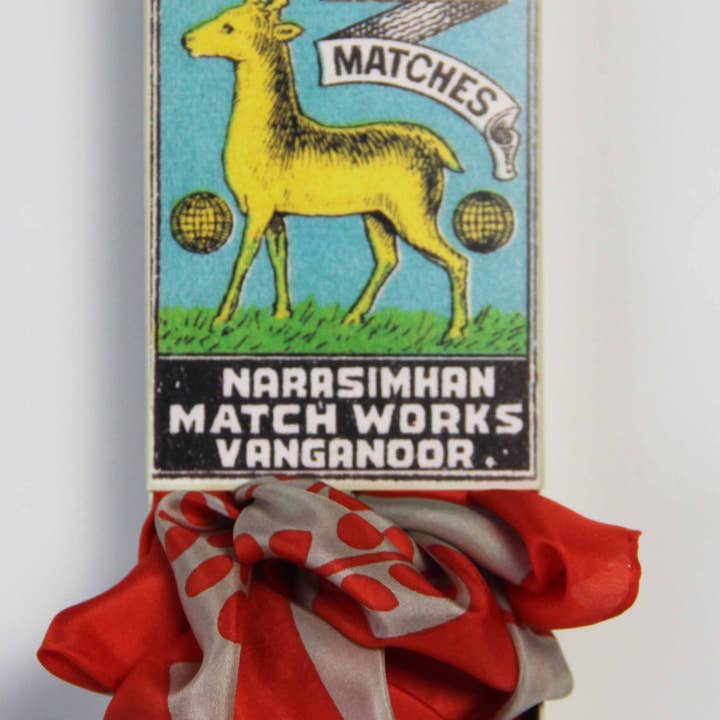 MATCHES
NARASIMHAN
MATCH WORKS
VANGANOOR.